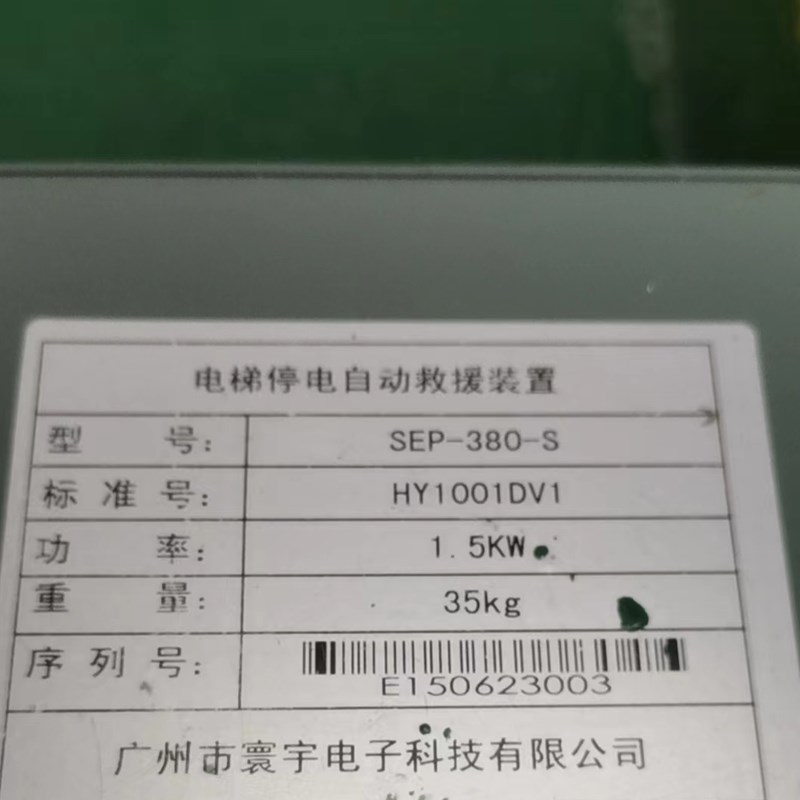 电梯停电自动救援装置
型 号: SEP-380-S
标 准 号: HY1001DV1
功 率: 1.5KW
重 量: 35kg
序 列 号:
E150623003
广州市寰宇电子科技有限公司